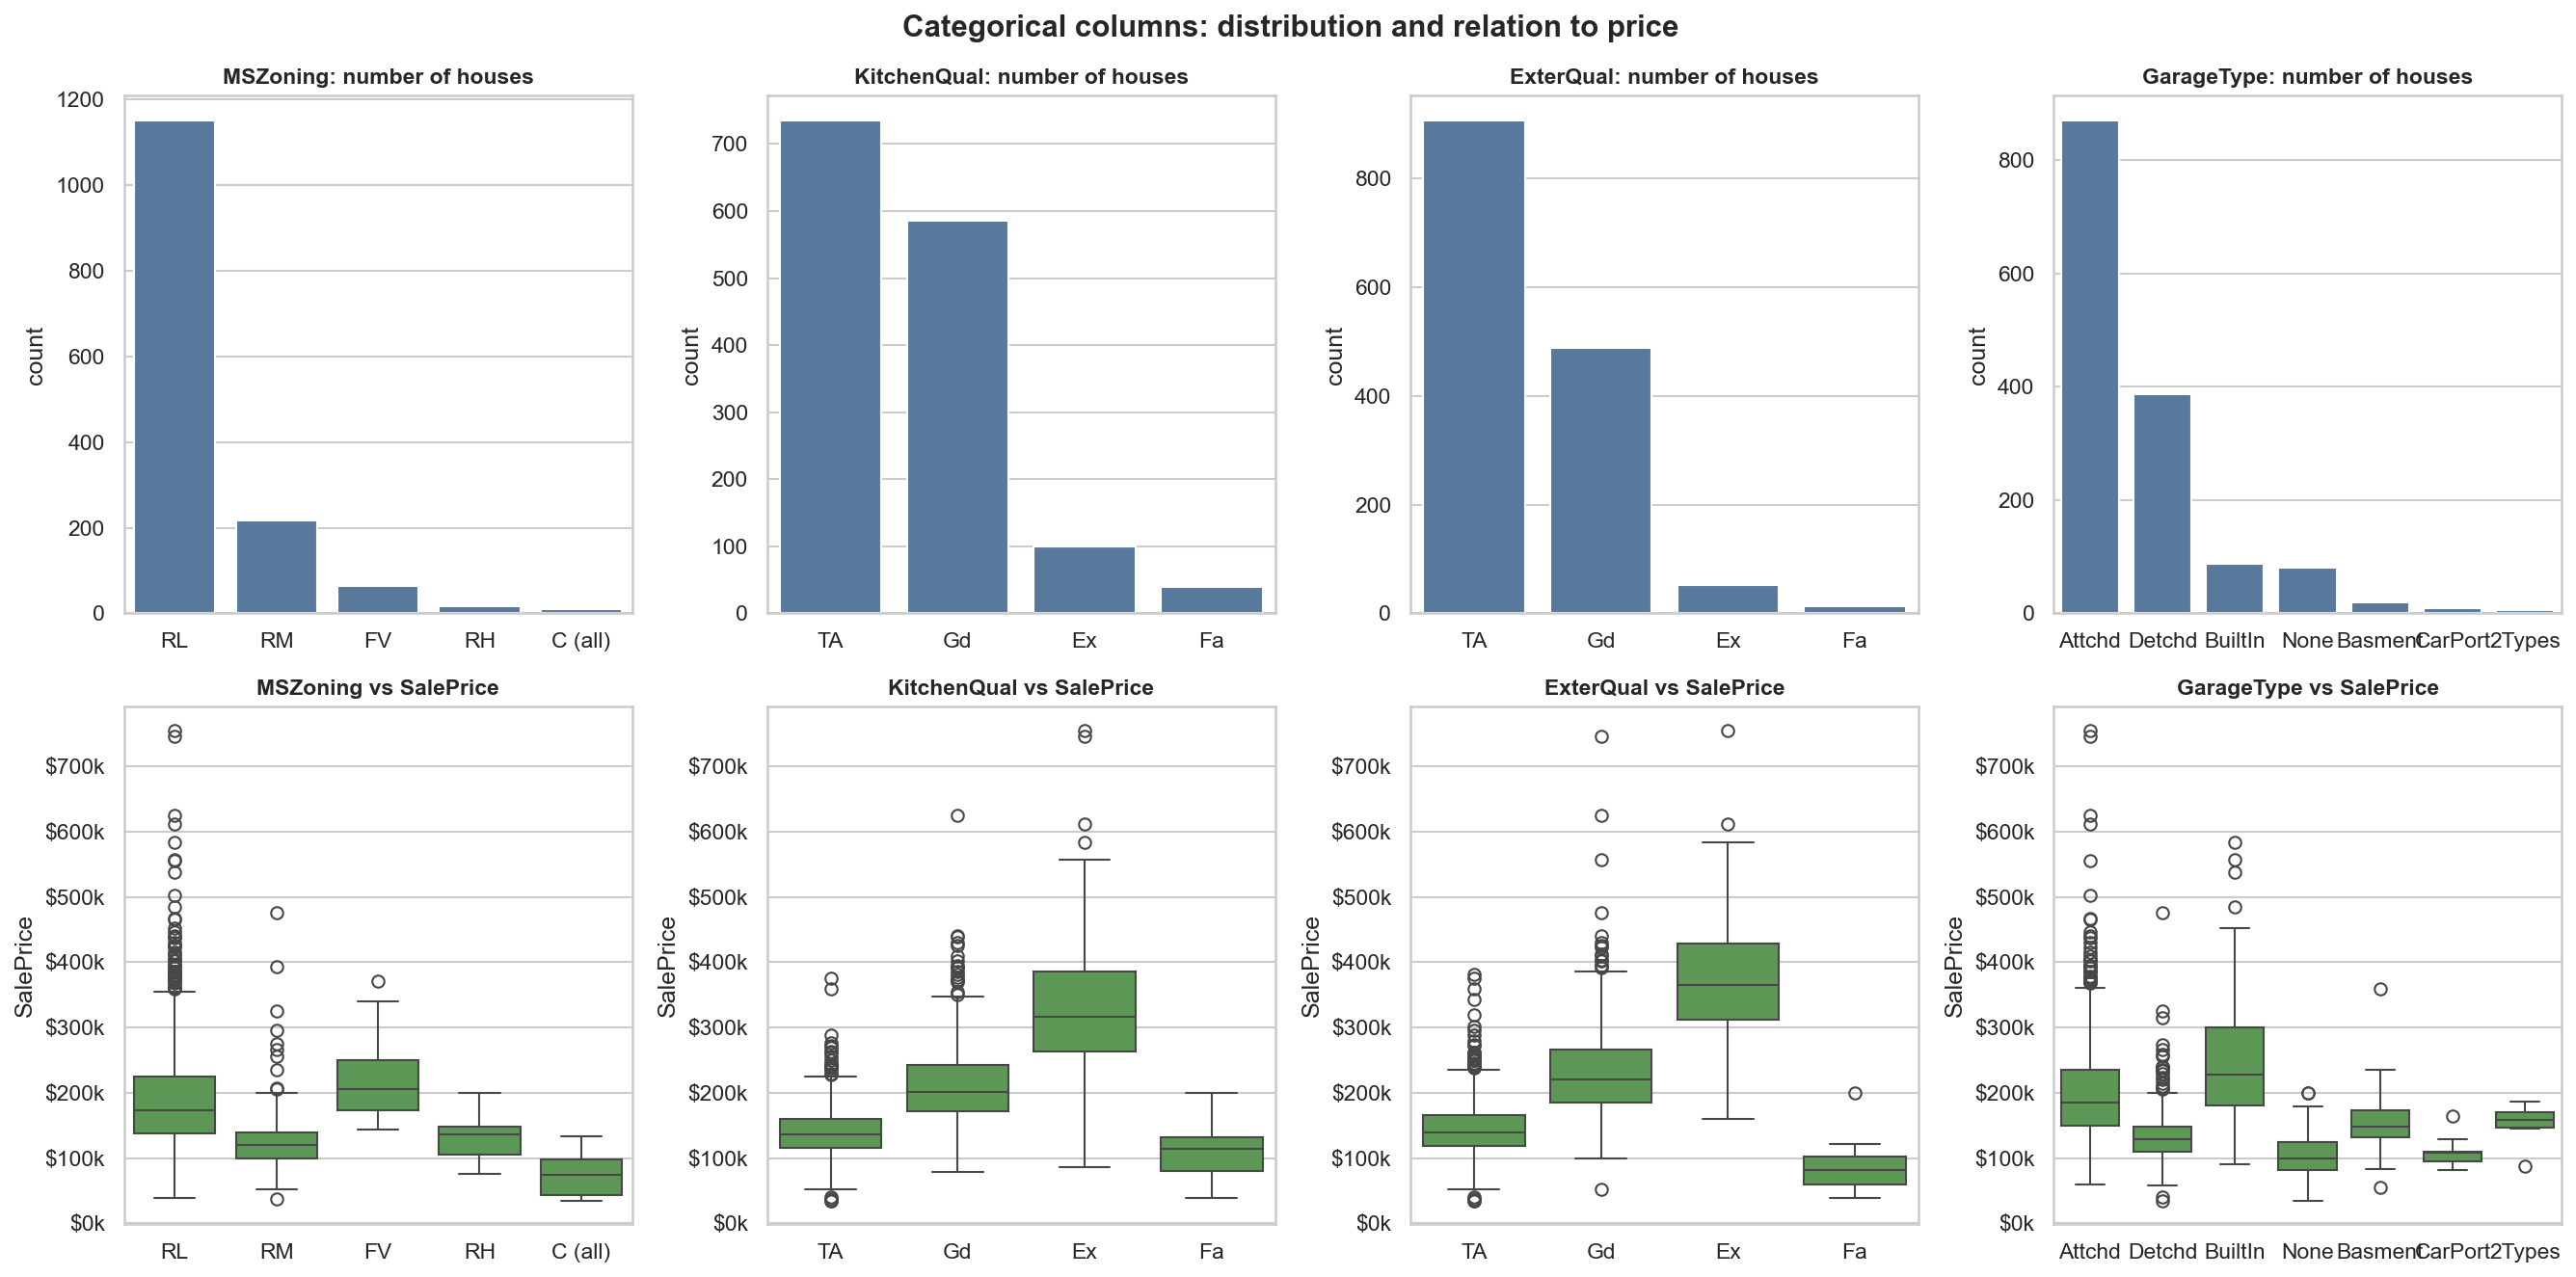 Categorical columns: distribution and relation to price
MSZoning: number of houses
count
1200
1000
800
600
400
200
0
RL RM FV RH C (all)
KitchenQual: number of houses
count
700
600
500
400
300
200
100
0
TA Gd Ex Fa
ExterQual: number of houses
count
800
600
400
200
0
TA Gd Ex Fa
GarageType: number of houses
count
800
600
400
200
0
Attchd Detchd BuiltIn None Basment CarPort 2Types
MSZoning vs SalePrice
SalePrice
$700k
$600k
$500k
$400k
$300k
$200k
$100k
$0k
RL RM FV RH C (all)
KitchenQual vs SalePrice
SalePrice
$700k
$600k
$500k
$400k
$300k
$200k
$100k
$0k
TA Gd Ex Fa
ExterQual vs SalePrice
SalePrice
$700k
$600k
$500k
$400k
$300k
$200k
$100k
$0k
TA Gd Ex Fa
GarageType vs SalePrice
SalePrice
$700k
$600k
$500k
$400k
$300k
$200k
$100k
$0k
Attchd Detchd BuiltIn None Basment CarPort 2Types